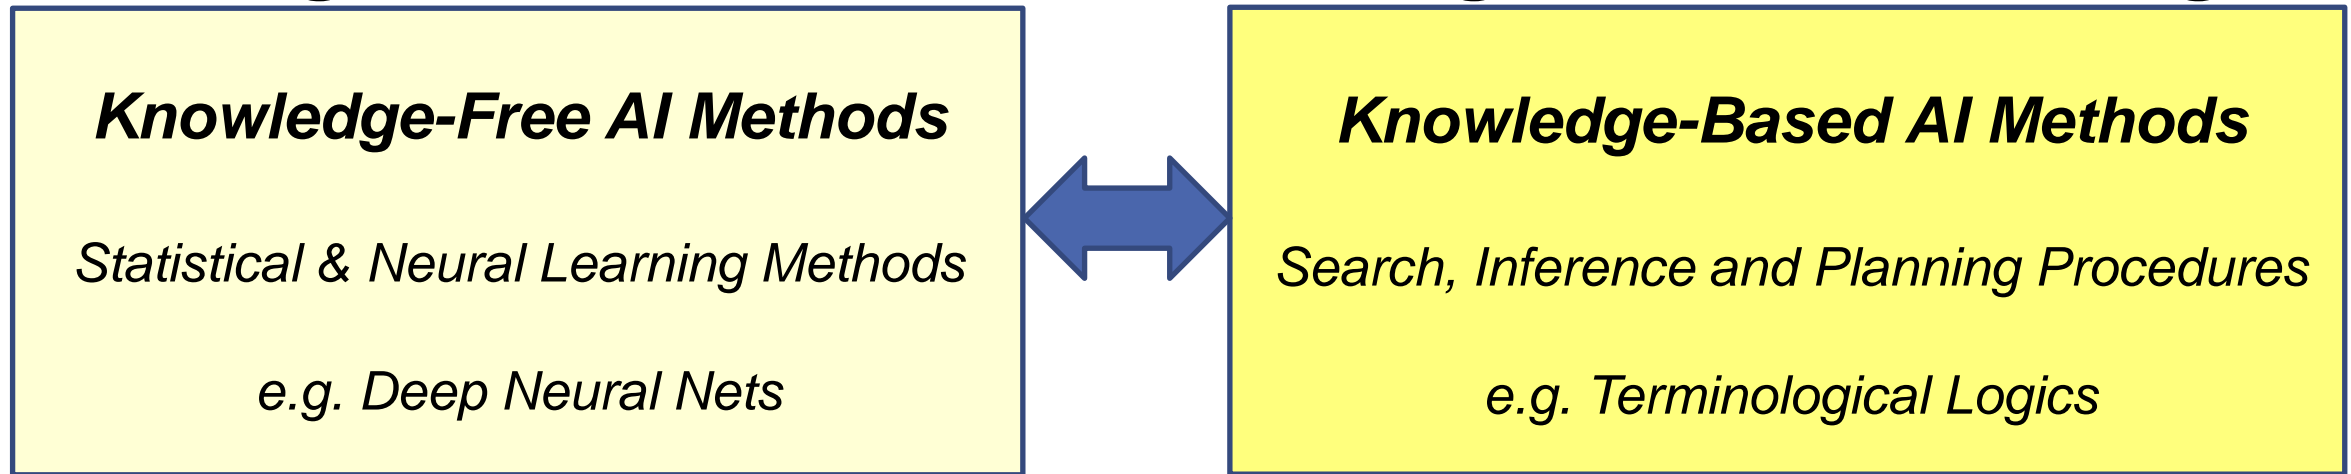 Knowledge-Free AI Methods
Statistical & Neural Learning Methods
e.g. Deep Neural Nets
Knowledge-Based AI Methods
Search, Inference and Planning Procedures
e.g. Terminological Logics